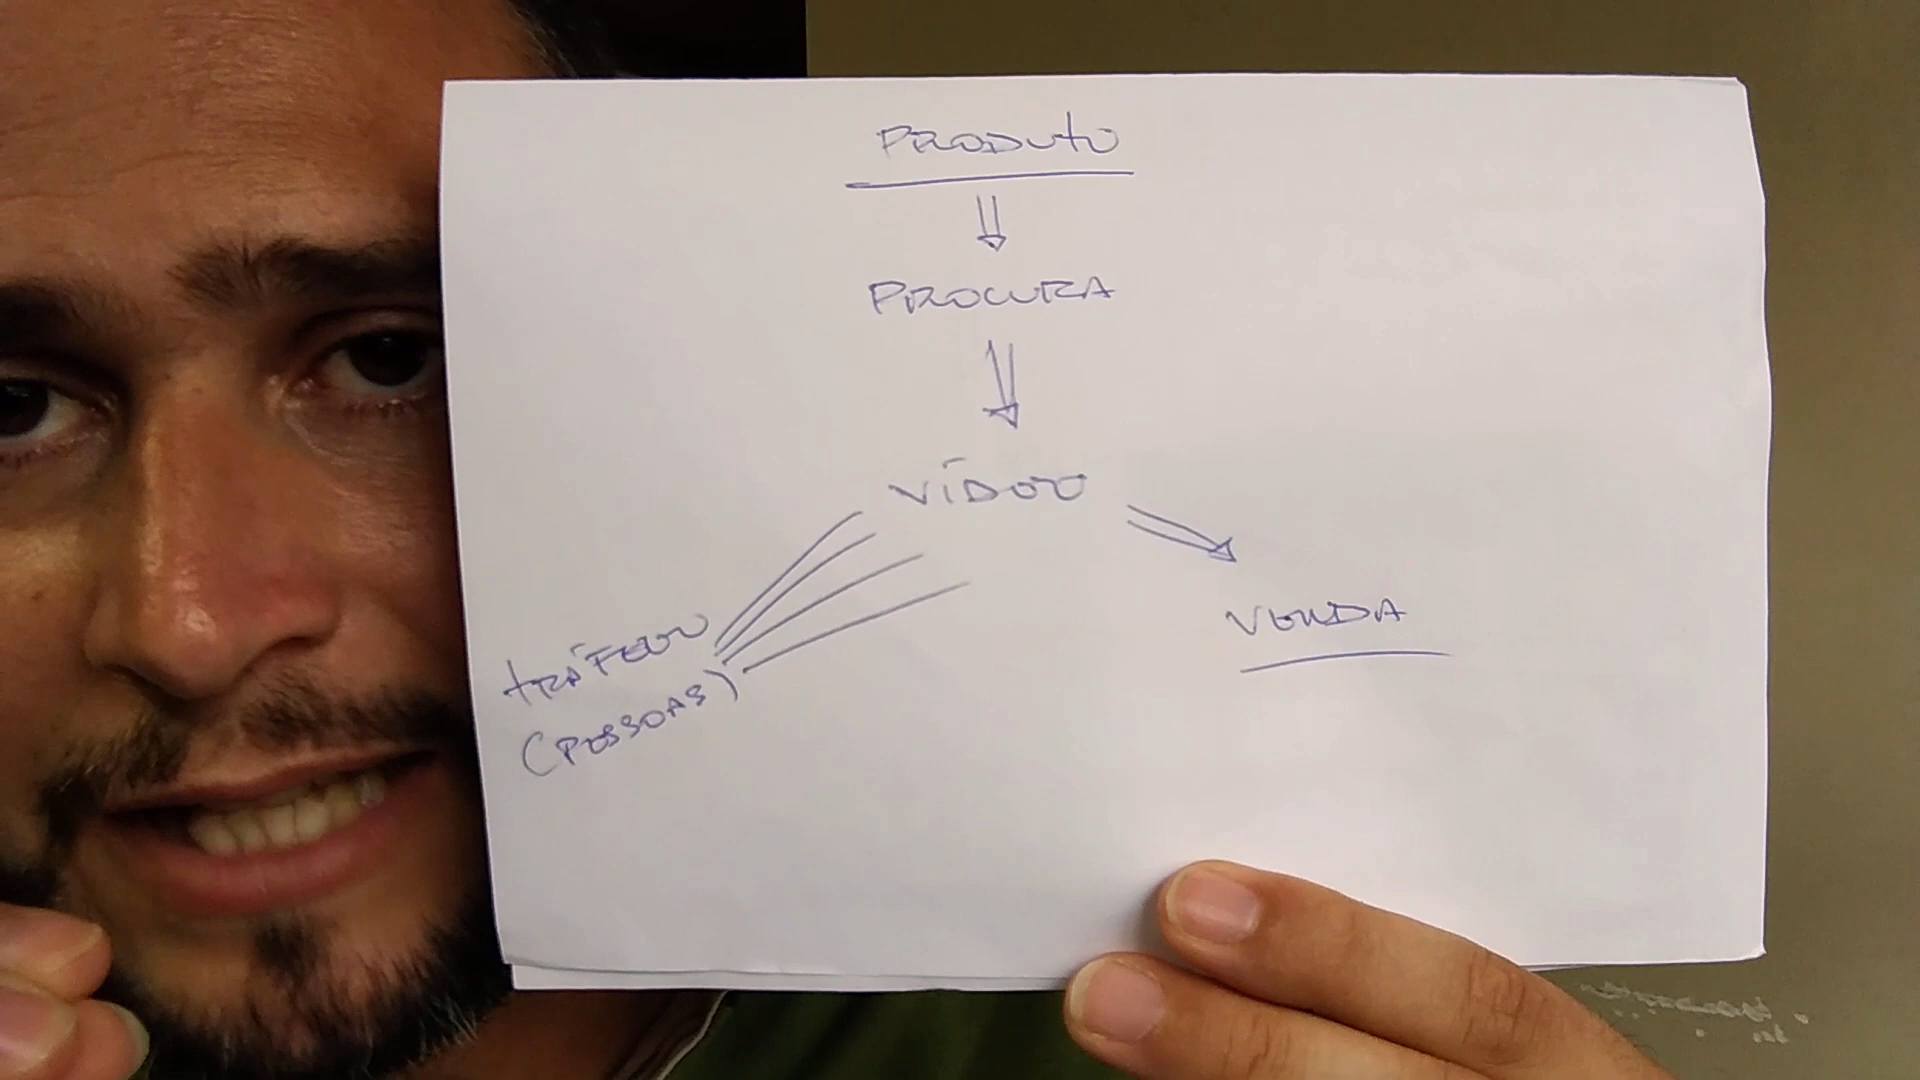 PRODUTO
PROCURA
VÍDEO
TRÁFEGO
(PESSOAS)
VENDA